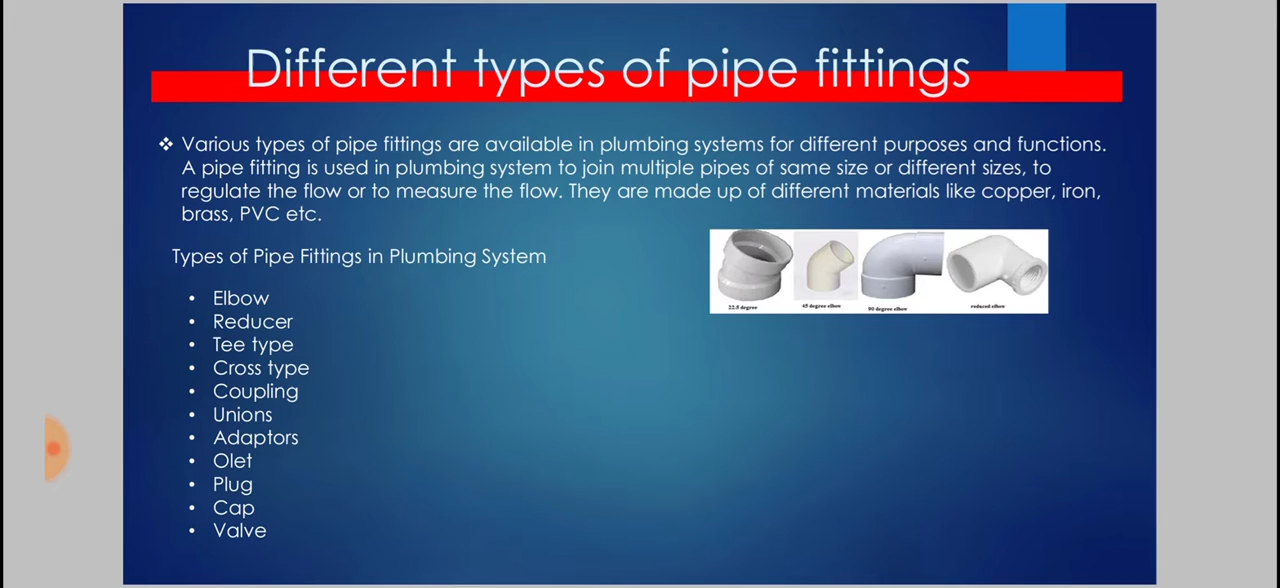 Different types of pipe fittings
❖ Various types of pipe fittings are available in plumbing systems for different purposes and functions.
A pipe fitting is used in plumbing system to join multiple pipes of same size or different sizes, to
regulate the flow or to measure the flow. They are made up of different materials like copper, iron,
brass, PVC etc.
Types of Pipe Fittings in Plumbing System
• Elbow
• Reducer
• Tee type
• Cross type
• Coupling
• Unions
• Adaptors
• Olet
• Plug
• Cap
• Valve
22.5 degree
45 degree elbow
90 degree elbow
reduced elbow